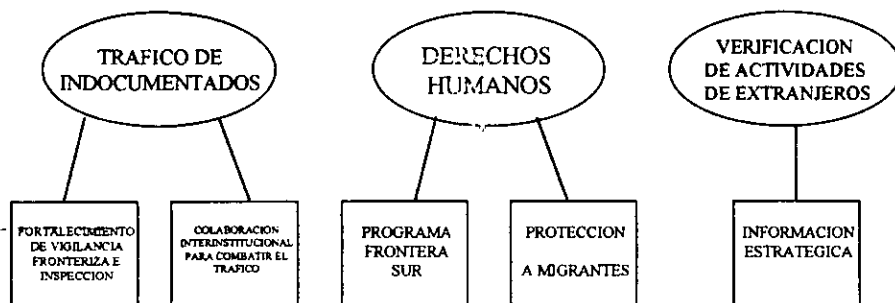 TRAFICO DE
INDOCUMENTADOS
DERECHOS
HUMANOS
VERIFICACION
DE ACTIVIDADES
DE EXTRANJEROS
FORTALECIMIENTO
DE VIGILANCIA
FRONTERIZA E
INSPECCION
COLABORACION
INTERINSTITUCIONAL
PARA COMBATIR EL
TRAFICO
PROGRAMA
FRONTERA
SUR
PROTECCION
A MIGRANTES
INFORMACION
ESTRATEGICA